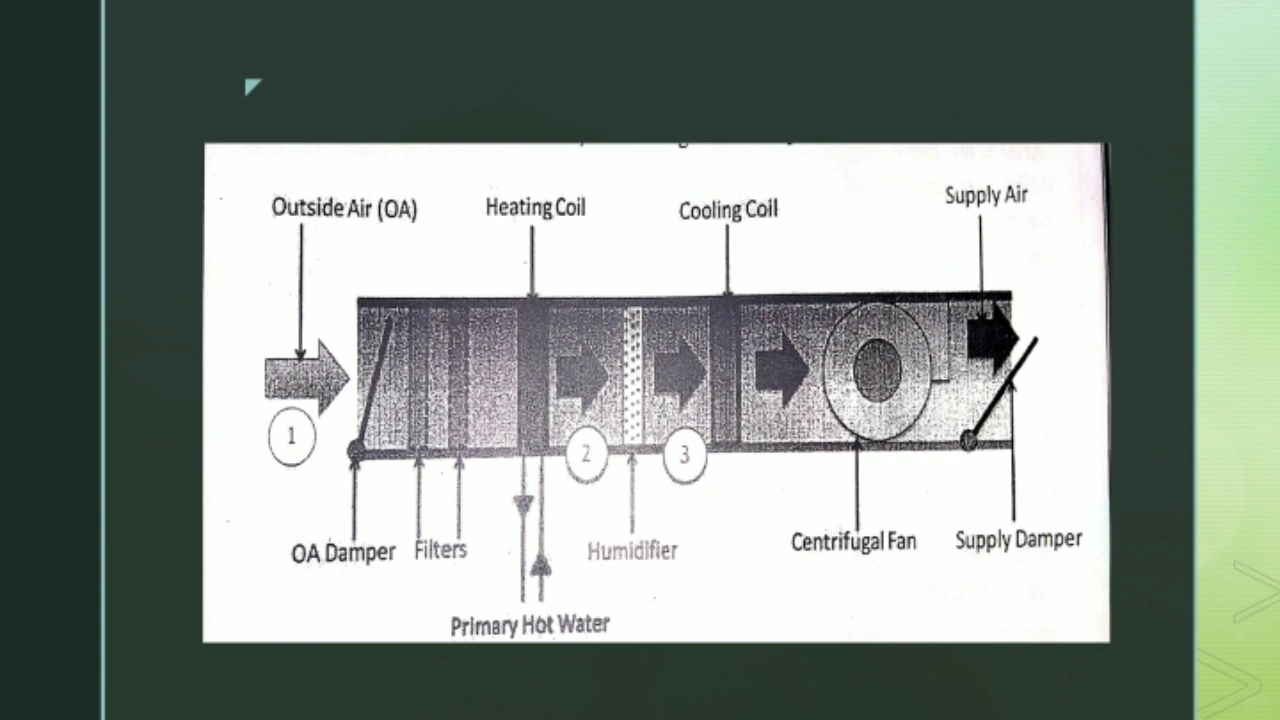 Outside Air (OA)
Heating Coil
Cooling Coil
Supply Air
1
2
3
OA Damper
Filters
Humidifier
Centrifugal Fan
Supply Damper
Primary Hot Water